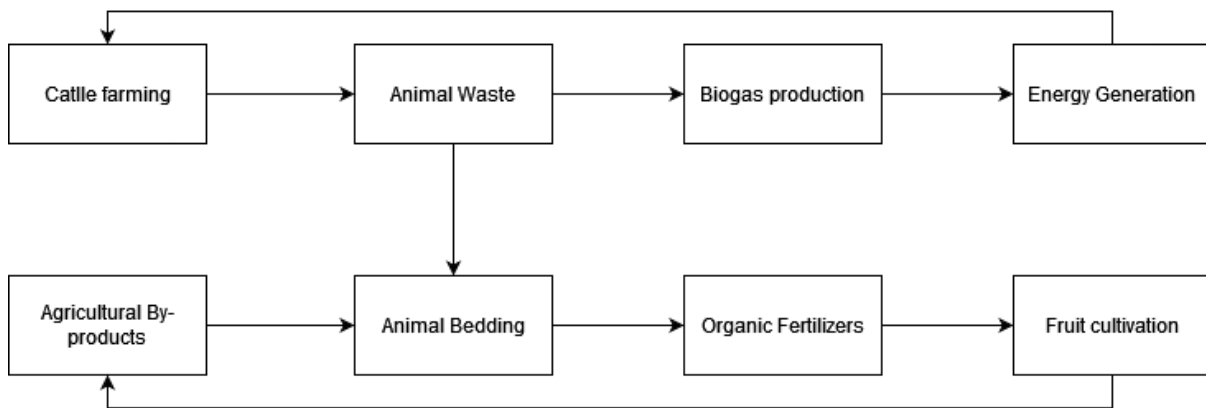 Catlle farming
Animal Waste
Biogas production
Energy Generation
Agricultural By-
products
Animal Bedding
Organic Fertilizers
Fruit cultivation